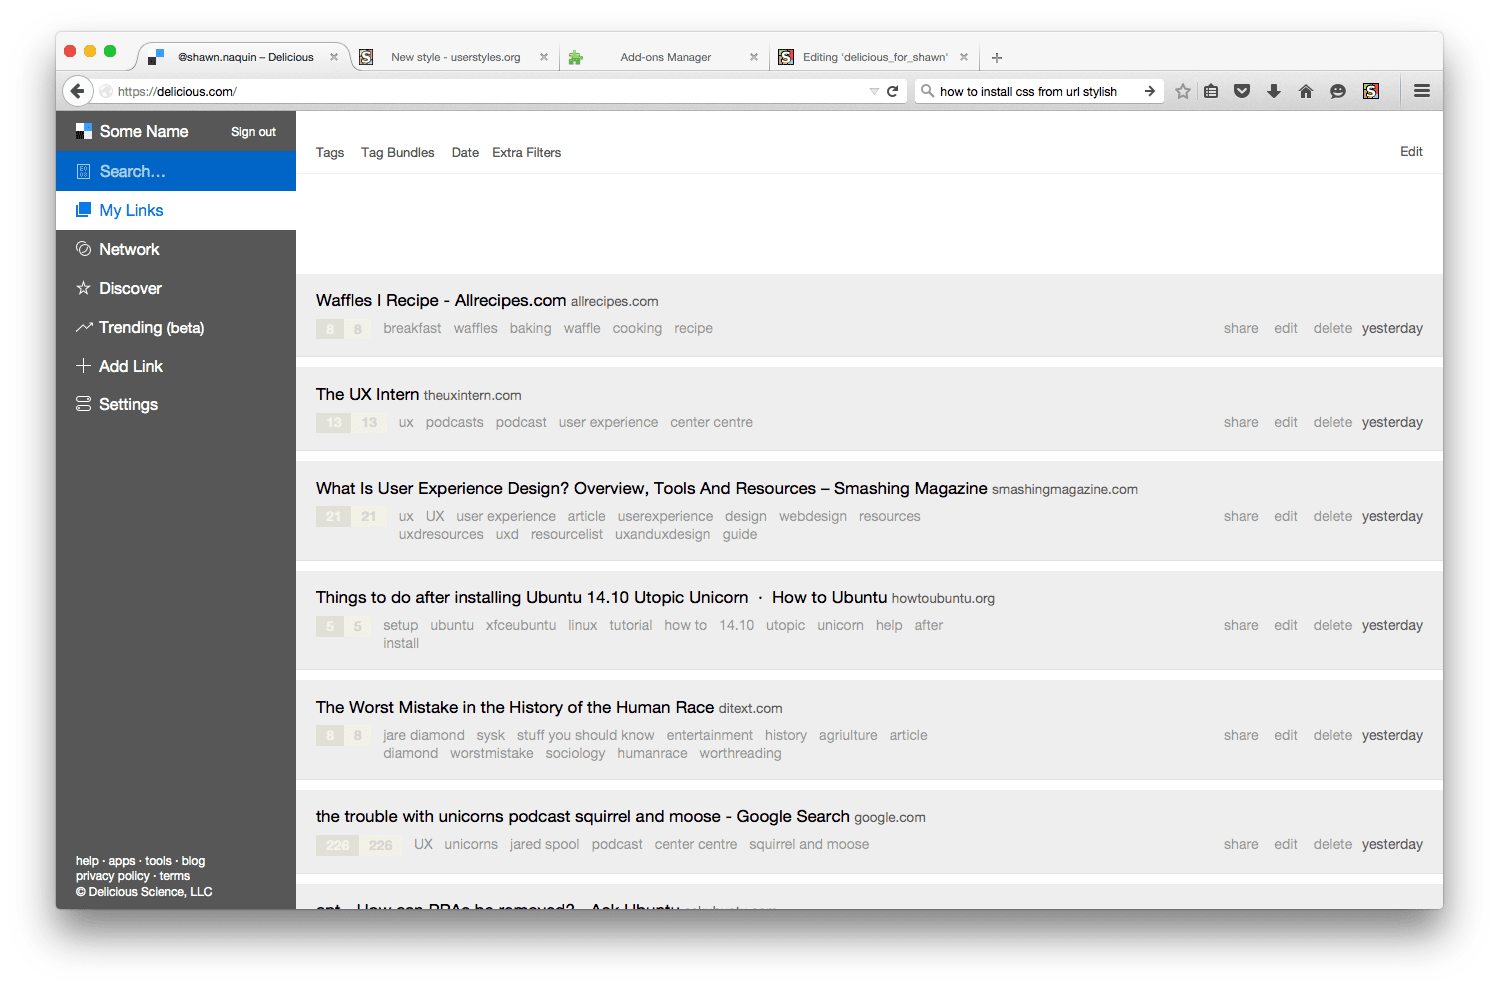 @shawn.naquin – Delicious
New style - userstyles.org
Add-ons Manager
Editing 'delicious_for_shawn'
https://delicious.com/
how to install css from url stylish
Some Name Sign out
Search...
My Links
Network
Discover
Trending (beta)
Add Link
Settings
help · apps · tools · blog
privacy policy · terms
© Delicious Science, LLC
Tags Tag Bundles Date Extra Filters Edit
Waffles I Recipe - Allrecipes.com allrecipes.com
8 8 breakfast waffles baking waffle cooking recipe share edit delete yesterday
The UX Intern theuxintern.com
13 13 ux podcasts podcast user experience center centre share edit delete yesterday
What Is User Experience Design? Overview, Tools And Resources – Smashing Magazine smashingmagazine.com
21 21 ux UX user experience article userexperience design webdesign resources share edit delete yesterday
uxdresources uxd resourcelist uxanduxdesign guide
Things to do after installing Ubuntu 14.10 Utopic Unicorn · How to Ubuntu howtoubuntu.org
5 5 setup ubuntu xfceubuntu linux tutorial how to 14.10 utopic unicorn help after share edit delete yesterday
install
The Worst Mistake in the History of the Human Race ditext.com
8 8 jare diamond sysk stuff you should know entertainment history agriulture article share edit delete yesterday
diamond worstmistake sociology humanrace worthreading
the trouble with unicorns podcast squirrel and moose - Google Search google.com
226 226 UX unicorns jared spool podcast center centre squirrel and moose share edit delete yesterday
apt - How can PPAs be removed? - Ask Ubuntu askubuntu.com